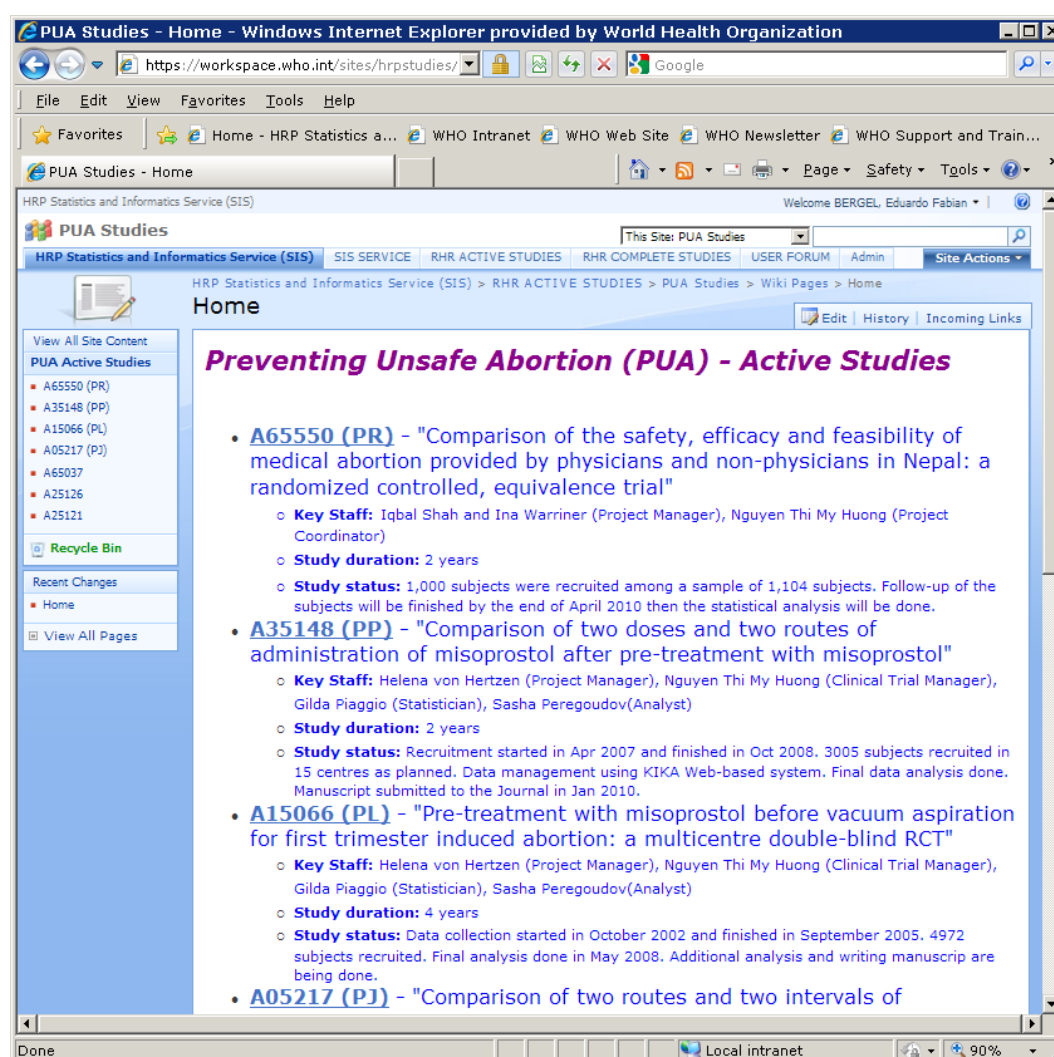 PUA Studies - Home - Windows Internet Explorer provided by World Health Organization
https://workspace.who.int/sites/hrpstudies/
Google
File Edit View Favorites Tools Help
Favorites
Home - HRP Statistics a... WHO Intranet WHO Web Site WHO Newsletter WHO Support and Train...
PUA Studies - Home
Page Safety Tools
HRP Statistics and Informatics Service (SIS)
Welcome BERGEL, Eduardo Fabian
PUA Studies
This Site: PUA Studies
HRP Statistics and Informatics Service (SIS) SIS SERVICE RHR ACTIVE STUDIES RHR COMPLETE STUDIES USER FORUM Admin Site Actions
HRP Statistics and Informatics Service (SIS) > RHR ACTIVE STUDIES > PUA Studies > Wiki Pages > Home
Home
Edit | History | Incoming Links
View All Site Content
PUA Active Studies
A65550 (PR)
A35148 (PP)
A15066 (PL)
A05217 (PJ)
A65037
A25126
A25121
Recycle Bin
Recent Changes
Home
View All Pages
Preventing Unsafe Abortion (PUA) - Active Studies
• A65550 (PR) - "Comparison of the safety, efficacy and feasibility of
medical abortion provided by physicians and non-physicians in Nepal: a
randomized controlled, equivalence trial"
o Key Staff: Iqbal Shah and Ina Warriner (Project Manager), Nguyen Thi My Huong (Project
Coordinator)
o Study duration: 2 years
o Study status: 1,000 subjects were recruited among a sample of 1,104 subjects. Follow-up of the
subjects will be finished by the end of April 2010 then the statistical analysis will be done.
• A35148 (PP) - "Comparison of two doses and two routes of
administration of misoprostol after pre-treatment with misoprostol"
o Key Staff: Helena von Hertzen (Project Manager), Nguyen Thi My Huong (Clinical Trial Manager),
Gilda Piaggio (Statistician), Sasha Peregoudov(Analyst)
o Study duration: 2 years
o Study status: Recruitment started in Apr 2007 and finished in Oct 2008. 3005 subjects recruited in
15 centres as planned. Data management using KIKA Web-based system. Final data analysis done.
Manuscript submitted to the Journal in Jan 2010.
• A15066 (PL) - "Pre-treatment with misoprostol before vacuum aspiration
for first trimester induced abortion: a multicentre double-blind RCT"
o Key Staff: Helena von Hertzen (Project Manager), Nguyen Thi My Huong (Clinical Trial Manager),
Gilda Piaggio (Statistician), Sasha Peregoudov(Analyst)
o Study duration: 4 years
o Study status: Data collection started in October 2002 and finished in September 2005. 4972
subjects recruited. Final analysis done in May 2008. Additional analysis and writing manuscrip are
being done.
• A05217 (PJ) - "Comparison of two routes and two intervals of
Done
Local intranet
90%